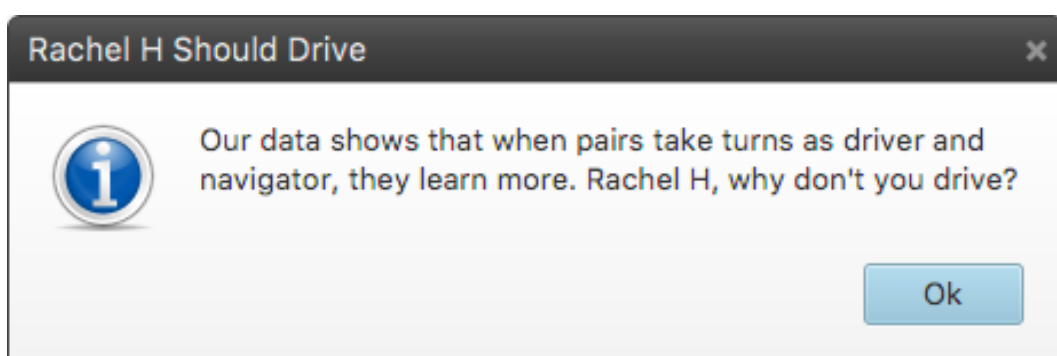 Rachel H Should Drive
Our data shows that when pairs take turns as driver and
navigator, they learn more. Rachel H, why don't you drive?
Ok